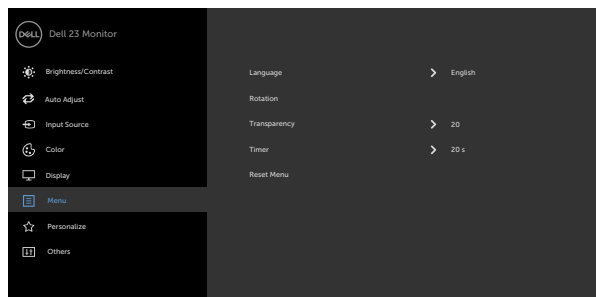 DELL Dell 23 Monitor
Brightness/Contrast
Auto Adjust
Input Source
Color
Display
Menu
Personalize
Others
Language English
Rotation
Transparency 20
Timer 20 s
Reset Menu